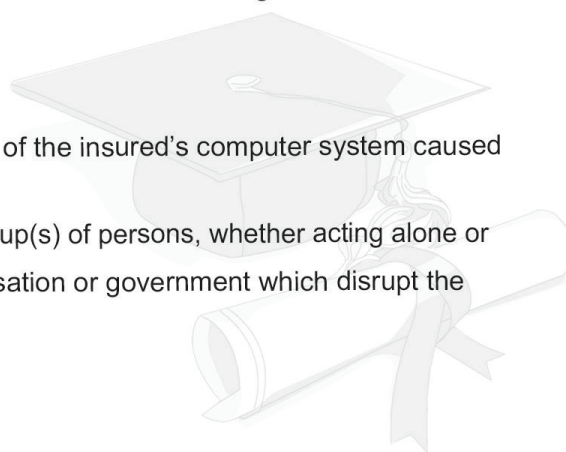 of the insured’s computer system caused
up(s) of persons, whether acting alone or
sation or government which disrupt the